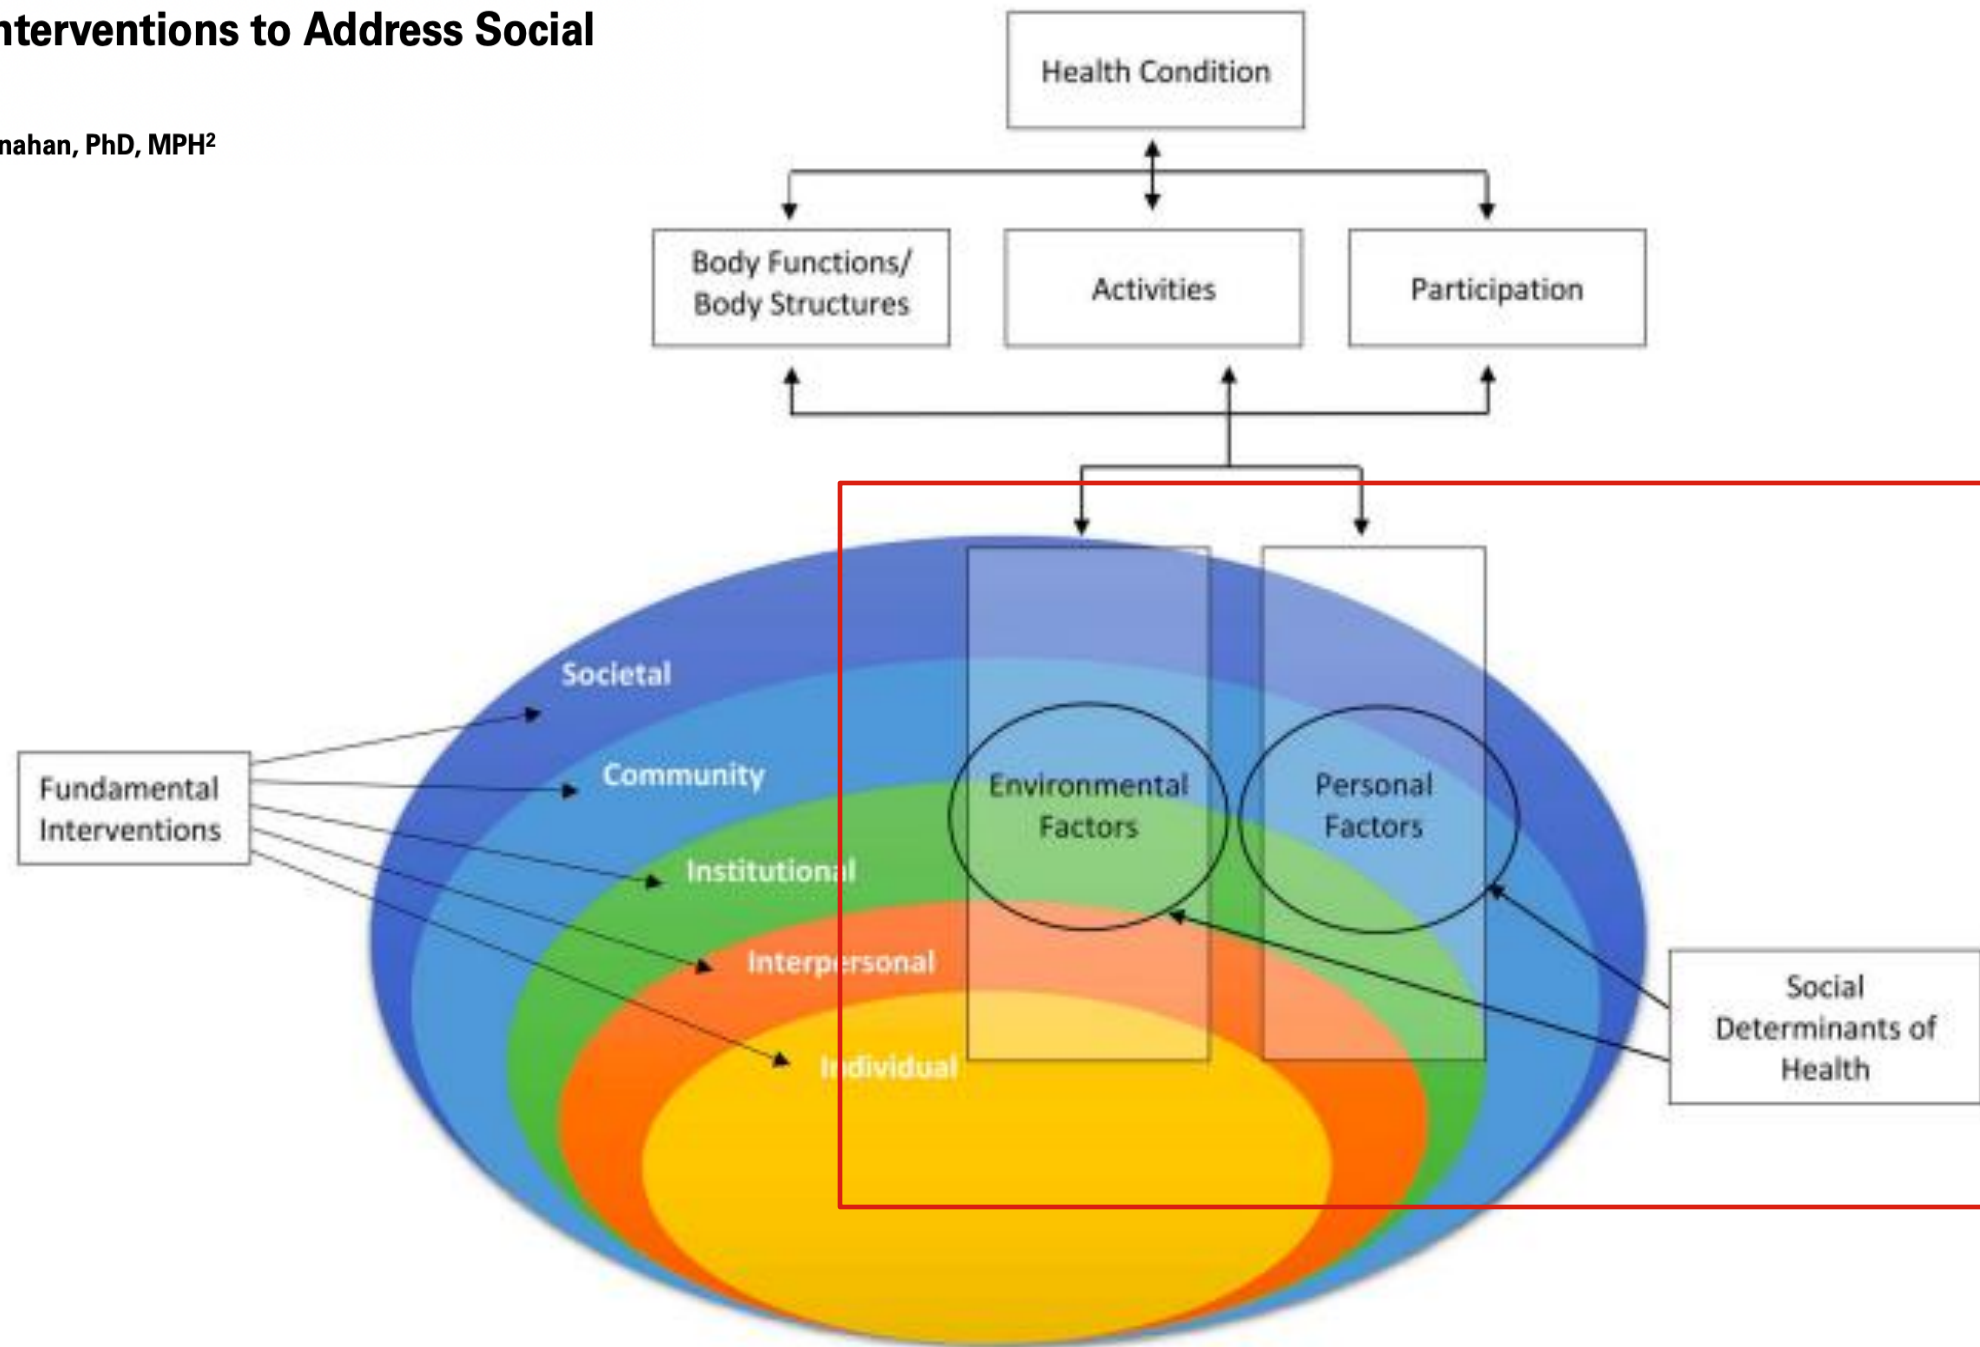 nterventions to Address Social
nahan, PhD, MPH²
Health Condition
Body Functions/
Body Structures
Activities
Participation
Societal
Community
Institutional
Interpersonal
Individual
Fundamental
Interventions
Environmental
Factors
Personal
Factors
Social
Determinants of
Health